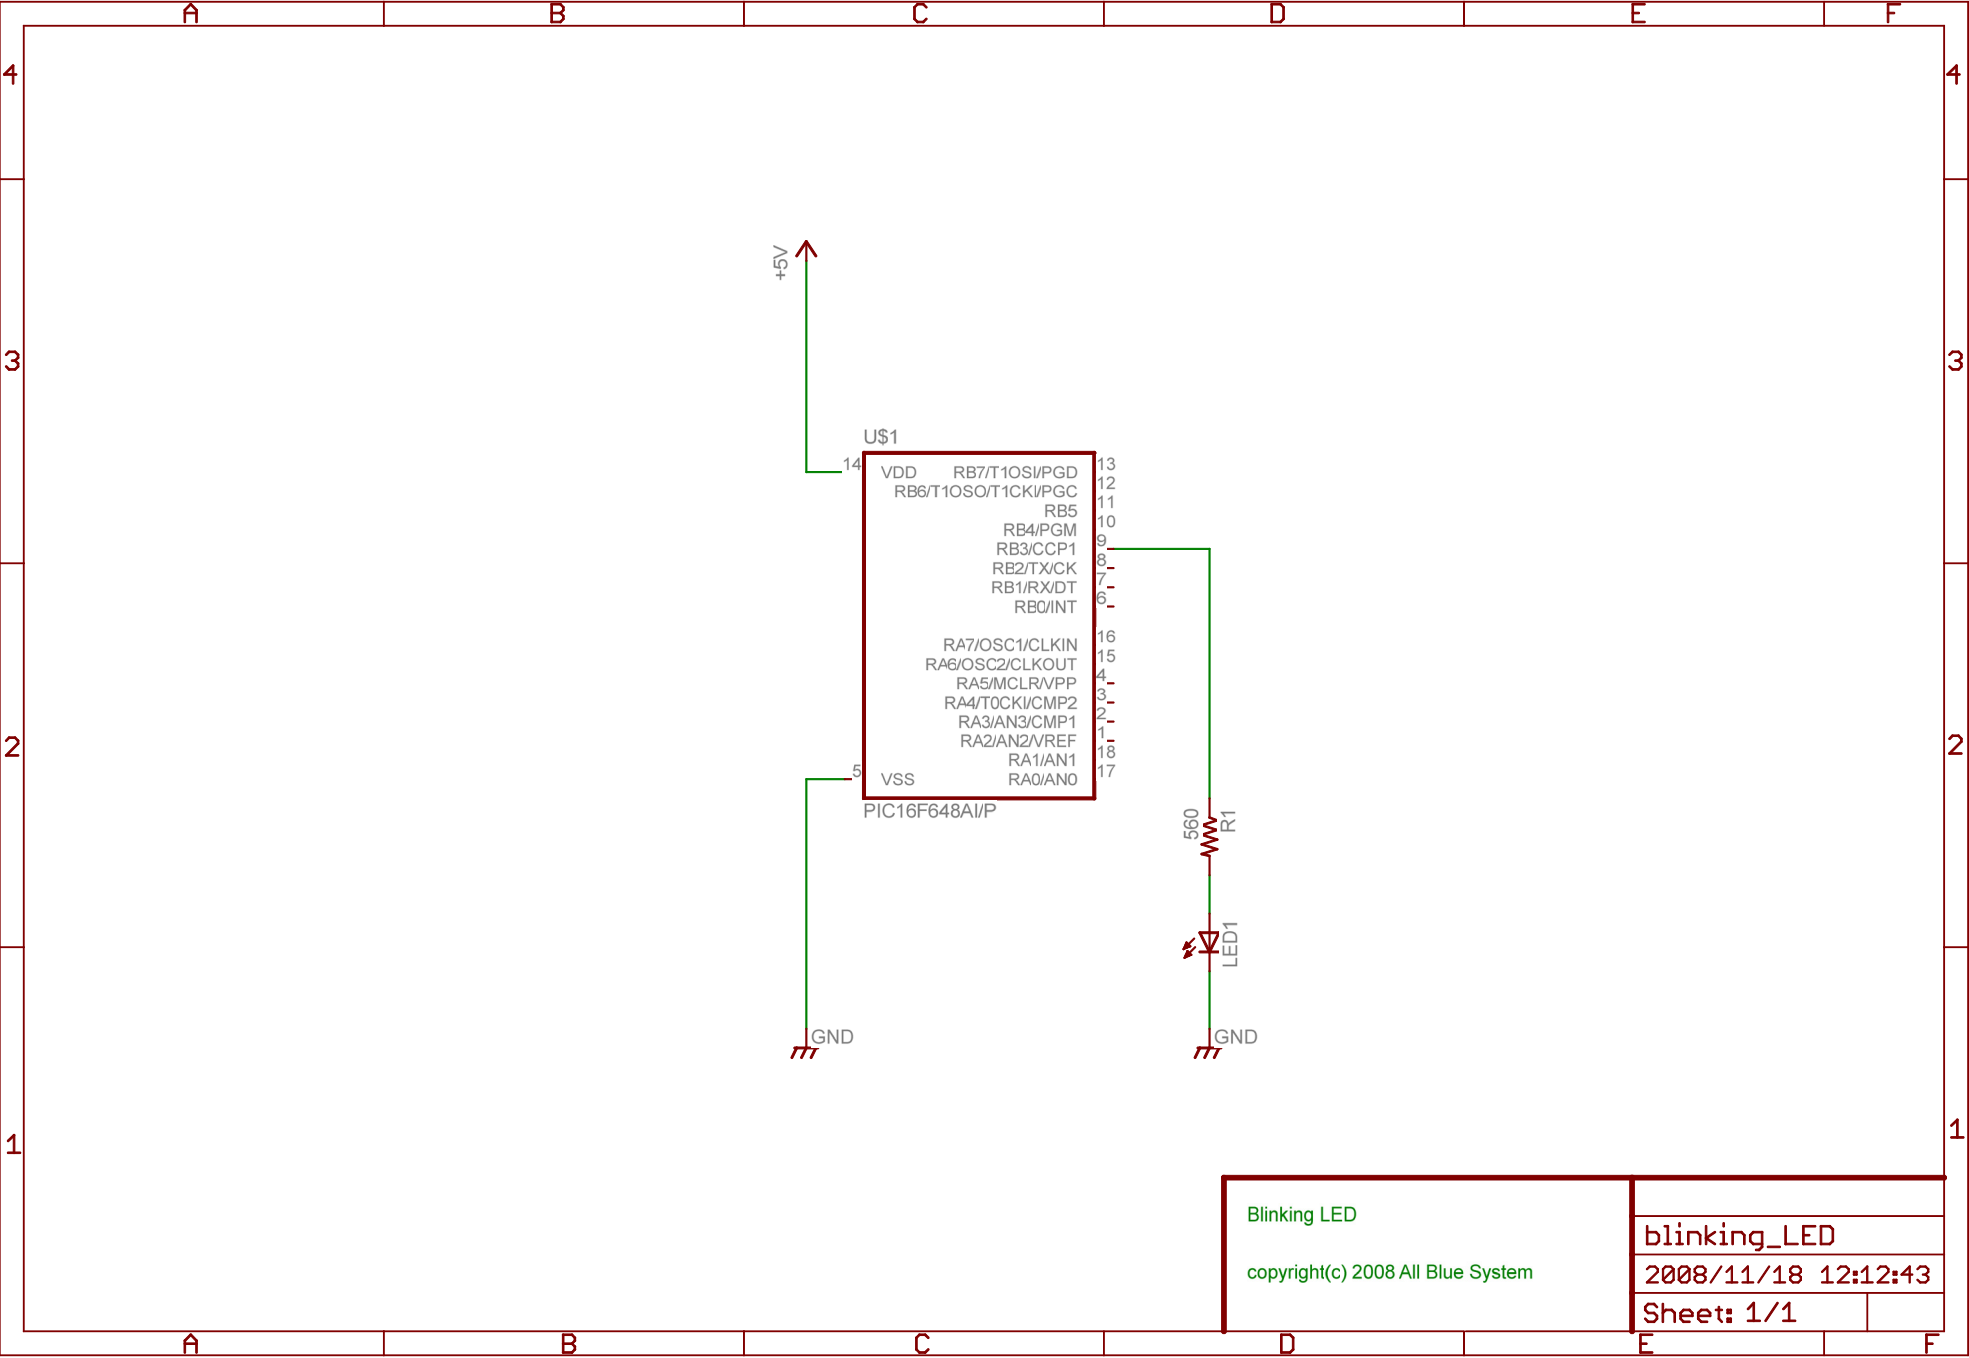 A B C D E F
4 4
+5V
3 3
U$1
14 VDD RB7/T1OSI/PGD 13
RB6/T1OSO/T1CKI/PGC 12
RB5 11
RB4/PGM 10
RB3/CCP1 9
RB2/TX/CK 8
RB1/RX/DT 7
RB0/INT 6
RA7/OSC1/CLKIN 16
RA6/OSC2/CLKOUT 15
RA5/MCLR/VPP 4
RA4/T0CKI/CMP2 3
RA3/AN3/CMP1 2
RA2/AN2/VREF 1
2 2
RA1/AN1 18
5 VSS RA0/AN0 17
PIC16F648AI/P
560 R1
LED1
GND GND
1 1
Blinking LED
copyright(c) 2008 All Blue System
blinking_LED
2008/11/18 12:12:43
Sheet: 1/1
A B C D E F